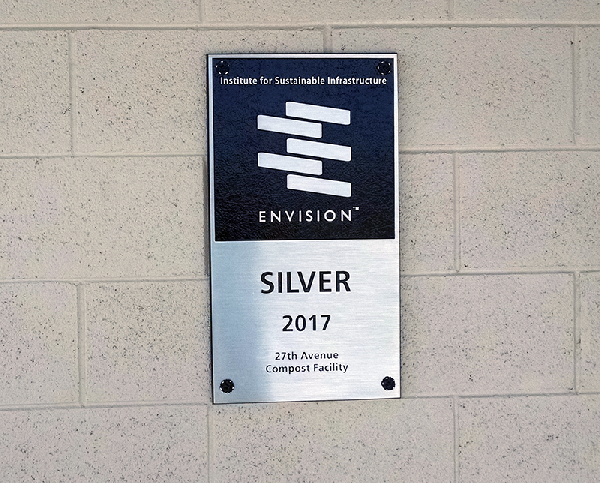 Institute for Sustainable Infrastructure
ENVISION™
SILVER
2017
27th Avenue
Compost Facility